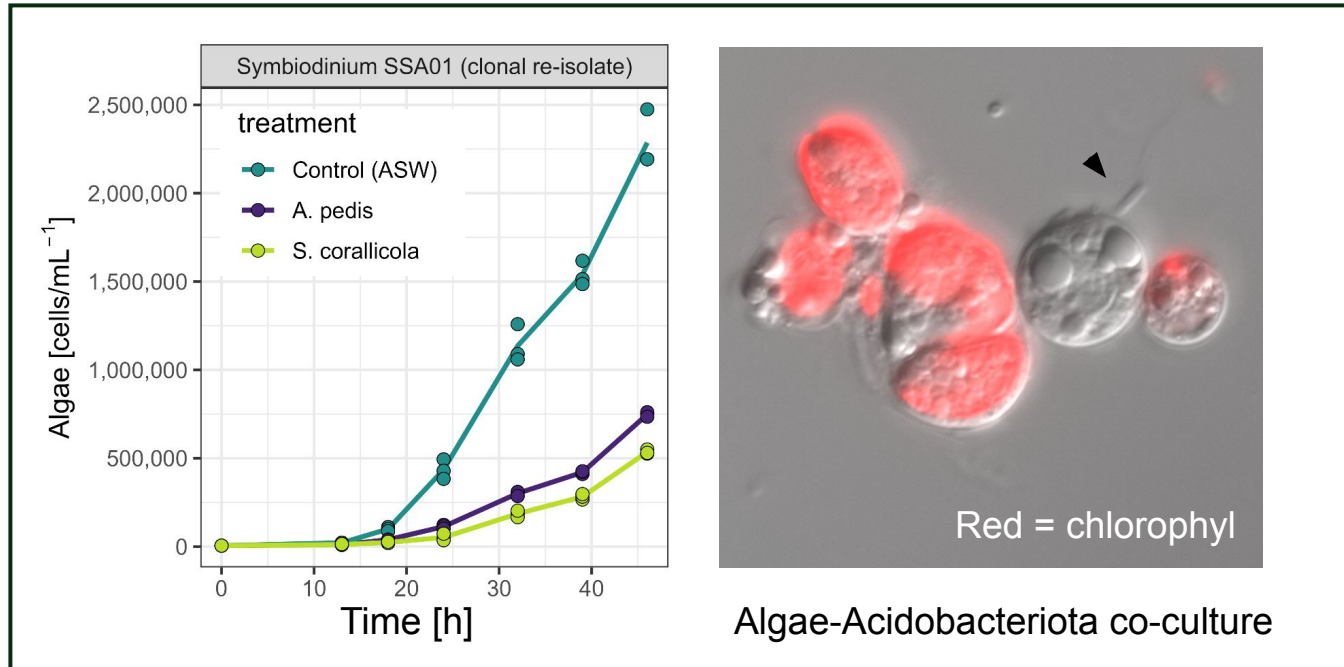 Symbiodinium SSA01 (clonal re-isolate)
treatment
Control (ASW)
A. pedis
S. corallicola
Algae [cells/mL⁻¹]
2,500,000
2,000,000
1,500,000
1,000,000
500,000
0
0 10 20 30 40
Time [h]
Red = chlorophyl
Algae-Acidobacteriota co-culture